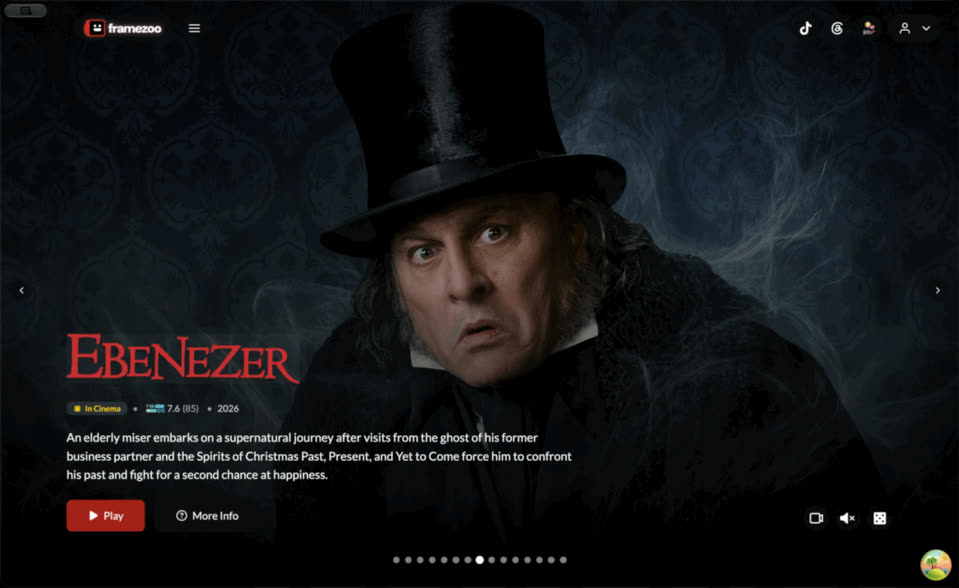 framezoo
EBENEZER
In Cinema • TMDB 7.6 (85) • 2026
An elderly miser embarks on a supernatural journey after visits from the ghost of his former
business partner and the Spirits of Christmas Past, Present, and Yet to Come force him to confront
his past and fight for a second chance at happiness.
Play
More Info